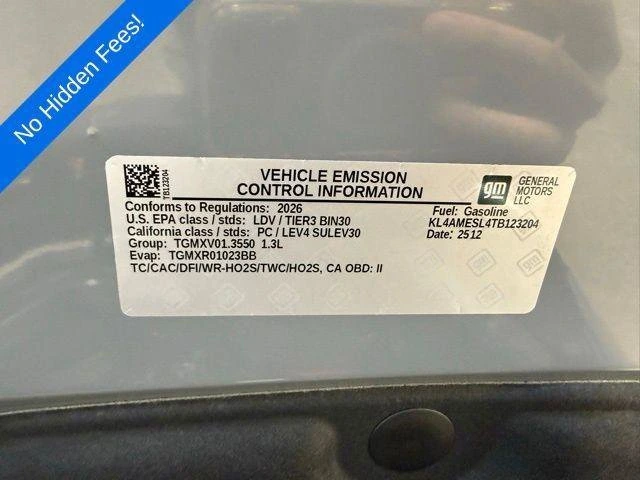 No Hidden Fees!
TB123204
VEHICLE EMISSION
CONTROL INFORMATION
gm
GENERAL
MOTORS
LLC
Conforms to Regulations: 2026
U.S. EPA class / stds: LDV / TIER3 BIN30
California class / stds: PC / LEV4 SULEV30
Group: TGMXV01.3550 1.3L
Evap: TGMXR01023BB
TC/CAC/DFI/WR-HO2S/TWC/HO2S, CA OBD: II
Fuel: Gasoline
KL4AMESL4TB123204
Date: 2512